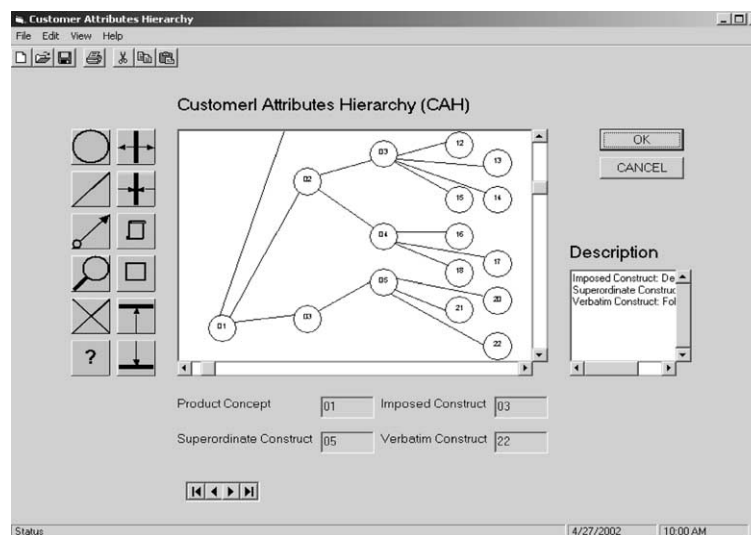 Customer Attributes Hierarchy
File Edit View Help
Customerl Attributes Hierarchy (CAH)
OK
CANCEL
12
03
13
02
15
14
16
04
17
18
05
20
21
01
03
22
?
Description
Imposed Construct: De
Superordinate Construc
Verbatim Construct: Fol
Product Concept 01 Imposed Construct 03
Superordinate Construct 05 Verbatim Construct 22
Status 4/27/2002 10:00 AM